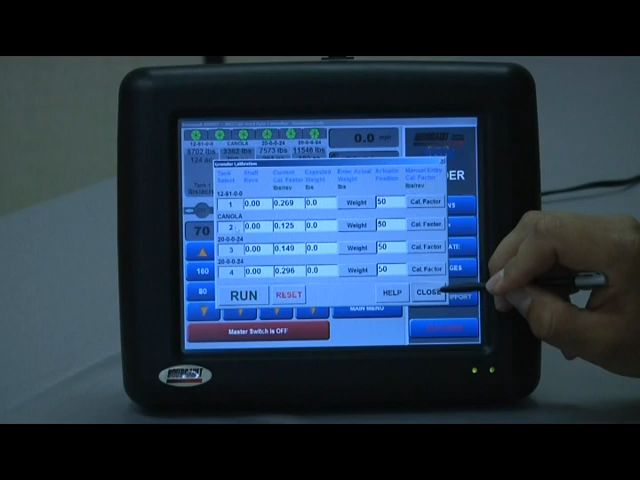 12-51-0-0 CANOLA 20-0-0-24 20-0-0-24
3702 lbs 2382 lbs 7573 lbs 11546 lbs
0.0
Granular Calibration
Tank Select Shaft Revs Current Cal. Factor lbs/rev Expected Weight lbs Enter Actual Weight lbs Actuator Position Manual Entry Cal. Factor lbs/rev
12-51-0-0
1 0.00 0.269 0.0 Weight 50 Cal. Factor
CANOLA
2 0.00 0.125 0.0 Weight 50 Cal. Factor
20-0-0-24
3 0.00 0.149 0.0 Weight 50 Cal. Factor
20-0-0-24
4 0.00 0.296 0.0 Weight 50 Cal. Factor
RUN RESET HELP CLOSE
70
160
80
MAIN MENU
Master Switch is OFF